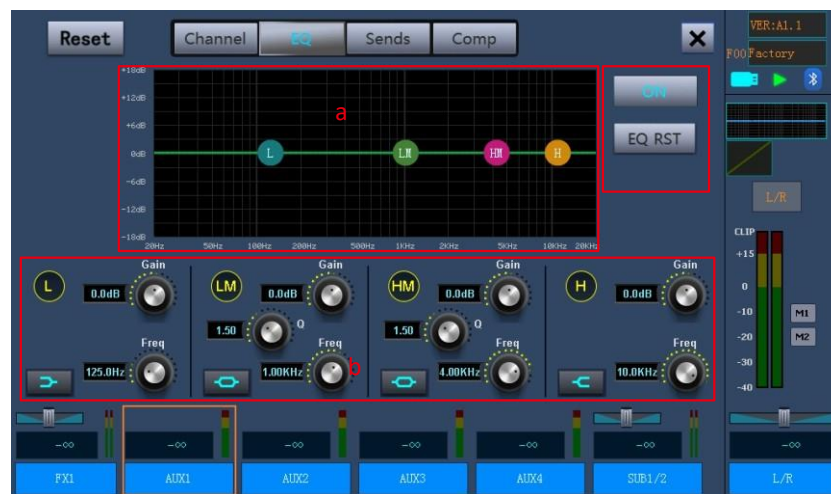 Reset
Channel EQ Sends Comp
VER:A1.1
F00Factory
ON
EQ RST
a
+18dB
+12dB
+6dB
0dB
-6dB
-12dB
-18dB
L LM HM H
20Hz 50Hz 100Hz 200Hz 500Hz 1KHz 2KHz 5KHz 10KHz 20KHz
L/R
CLIP
+15
0
-10
-20
-30
-40
M1
M2
L Gain LM Gain HM Gain H Gain
0.0dB 0.0dB 0.0dB 0.0dB
1.50 Q 1.50 Q
Freq Freq Freq Freq
125.0Hz 1.00KHz 4.00KHz 10.0KHz
b
-∞ -∞ -∞ -∞ -∞ -∞ -∞
FX1 AUX1 AUX2 AUX3 AUX4 SUB1/2 L/R